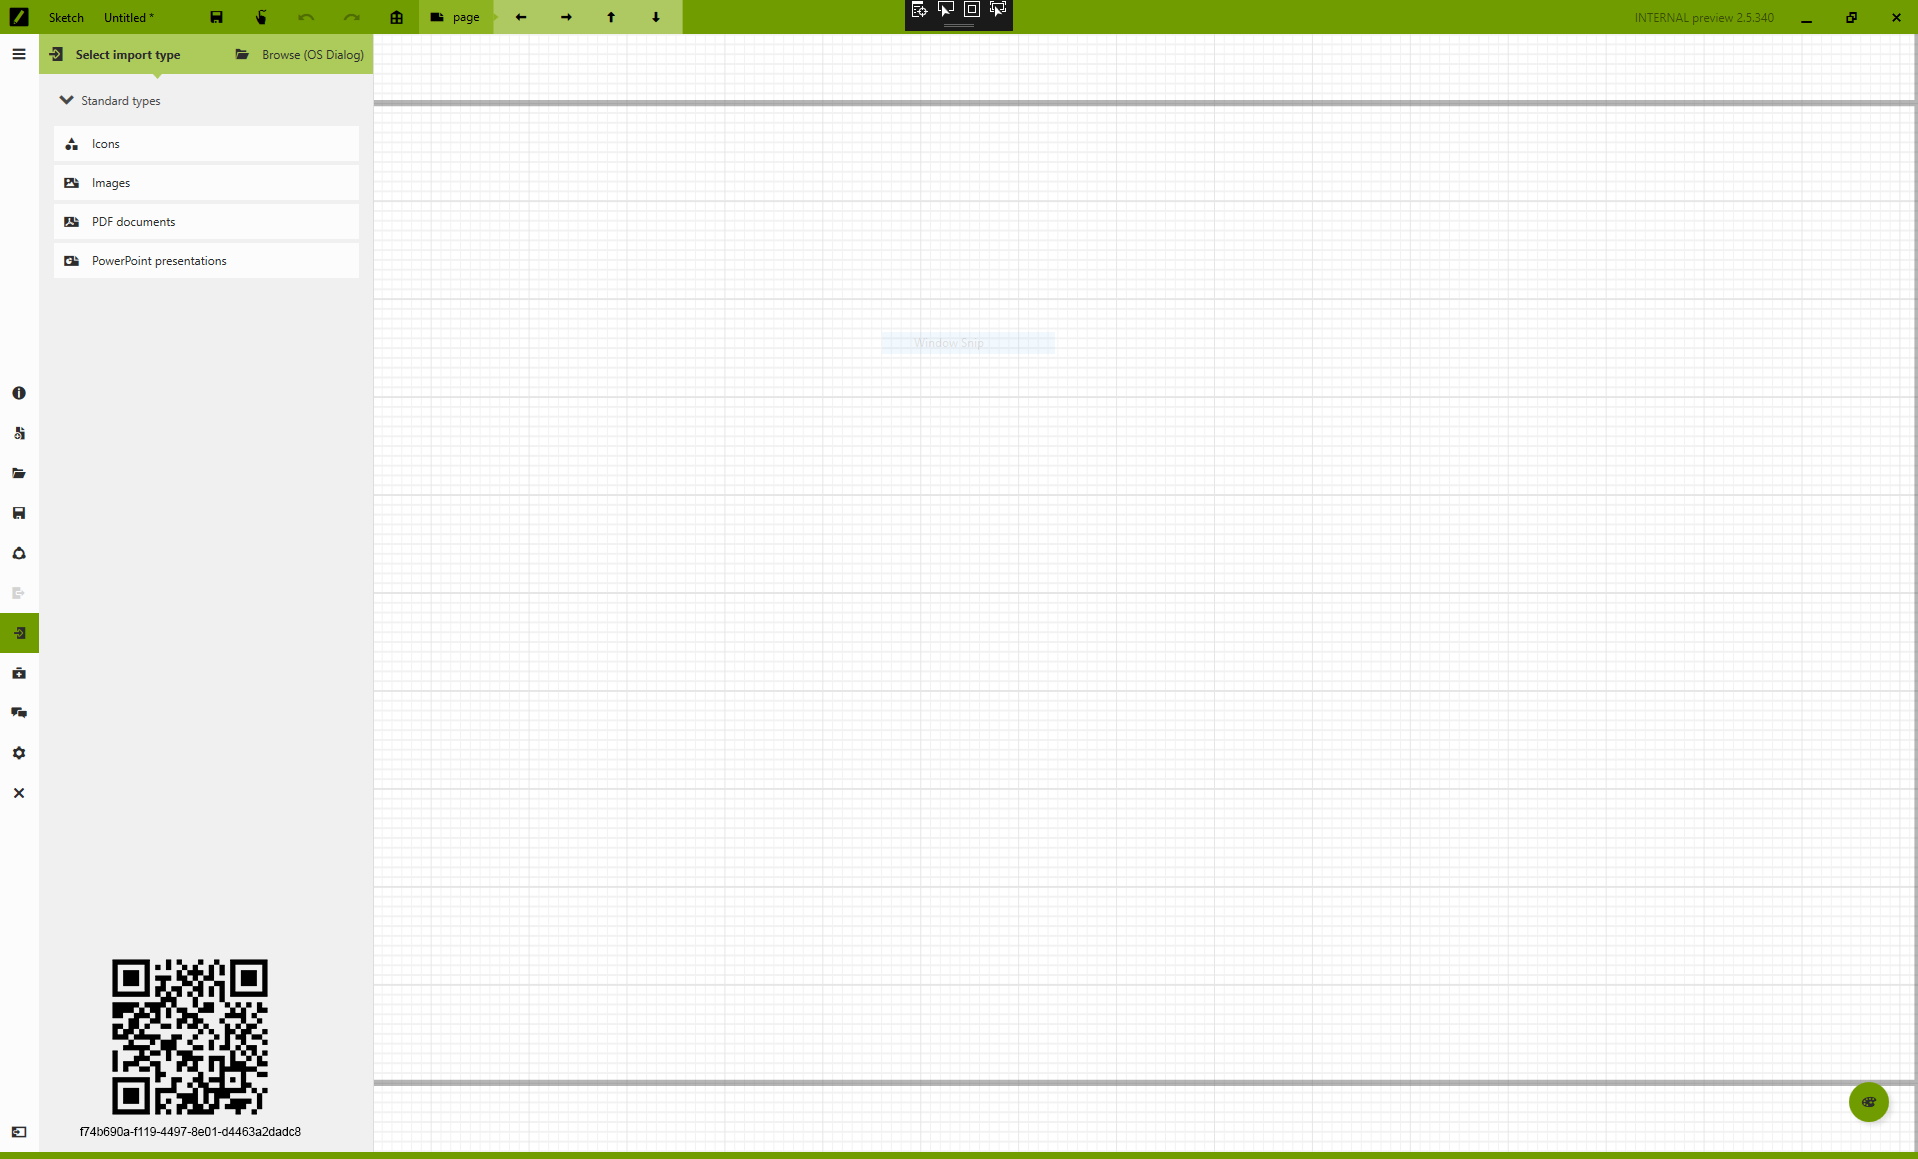 Sketch Untitled * page INTERNAL preview 2.5.340
Select import type Browse (OS Dialog)
Standard types
Icons
Images
PDF documents
PowerPoint presentations
Window Snip
f74b690a-f119-4497-8e01-d4463a2dadc8